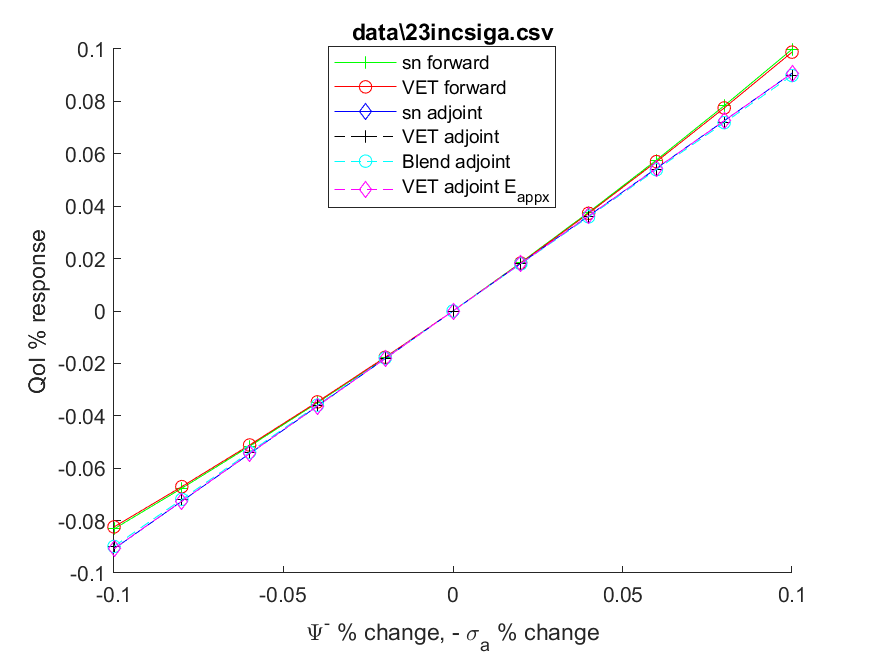 data\23incsiga.csv
sn forward
VET forward
sn adjoint
VET adjoint
Blend adjoint
VET adjoint E_appx
0.1
0.08
0.06
0.04
0.02
0
-0.02
-0.04
-0.06
-0.08
-0.1
QoI % response
-0.1 -0.05 0 0.05 0.1
Ψ⁻ % change, - σₐ % change